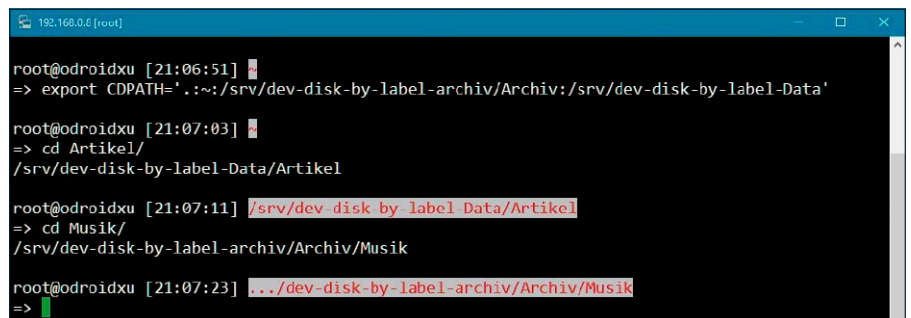 192.168.0.8 [root]
root@odroidxu [21:06:51] ~
=> export CDPATH='.:~:/srv/dev-disk-by-label-archiv/Archiv:/srv/dev-disk-by-label-Data'
root@odroidxu [21:07:03] ~
=> cd Artikel/
/srv/dev-disk-by-label-Data/Artikel
root@odroidxu [21:07:11] /srv/dev-disk-by-label-Data/Artikel
=> cd Musik/
/srv/dev-disk-by-label-archiv/Archiv/Musik
root@odroidxu [21:07:23] .../dev-disk-by-label-archiv/Archiv/Musik
=>